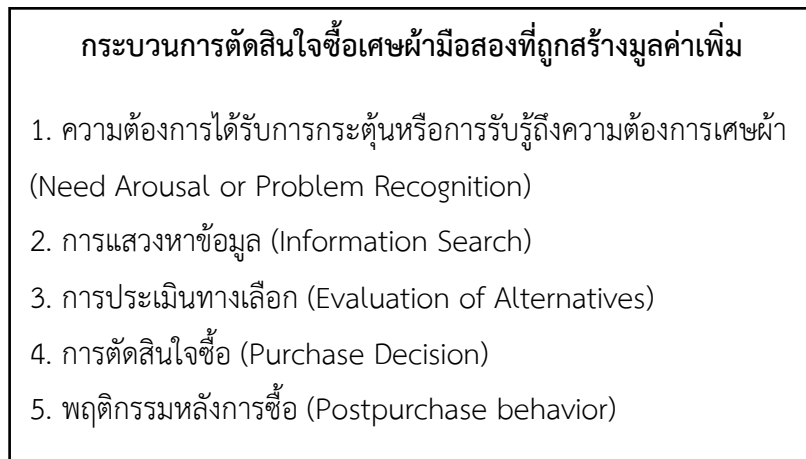 กระบวนการตัดสินใจซื้อเศษผ้ามือสองที่ถูกสร้างมูลค่าเพิ่ม
1. ความต้องการได้รับการกระตุ้นหรือการรับรู้ถึงความต้องการเศษผ้า
(Need Arousal or Problem Recognition)
2. การแสวงหาข้อมูล (Information Search)
3. การประเมินทางเลือก (Evaluation of Alternatives)
4. การตัดสินใจซื้อ (Purchase Decision)
5. พฤติกรรมหลังการซื้อ (Postpurchase behavior)